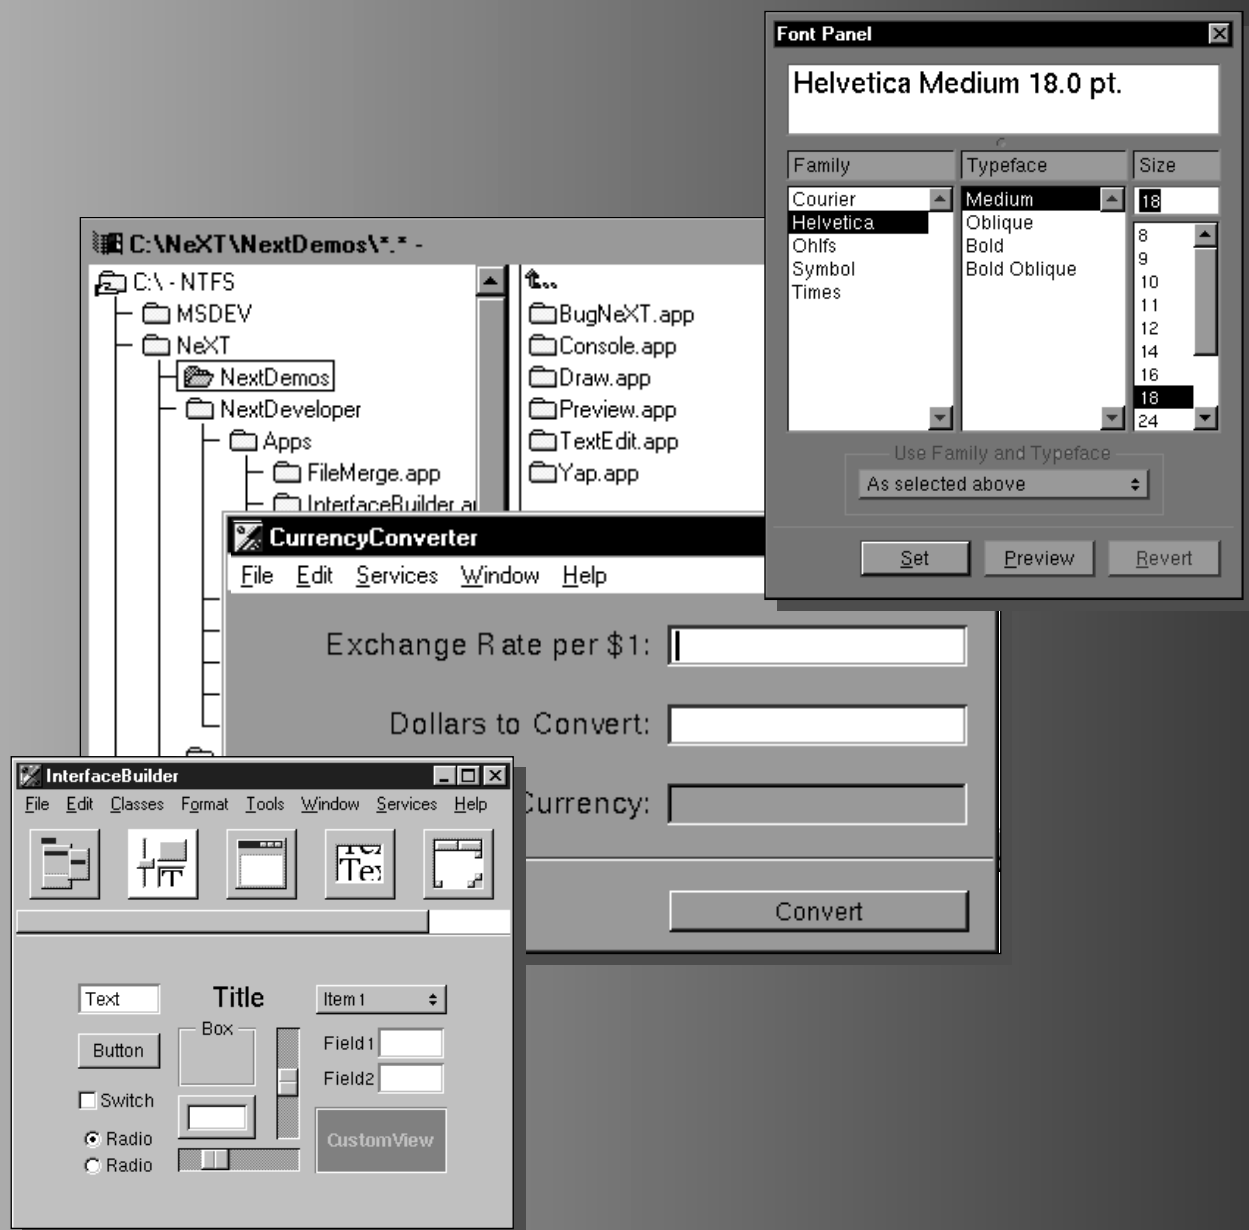 Font Panel
Helvetica Medium 18.0 pt.
Family
Typeface
Size
Courier
Helvetica
Ohlfs
Symbol
Times
Medium
Oblique
Bold
Bold Oblique
18
8
9
10
11
12
14
16
18
24
Use Family and Typeface
As selected above
Set
Preview
Revert
C:\NeXT\NextDemos\*.* -
C:\ - NTFS
MSDEV
NeXT
NextDemos
NextDeveloper
Apps
FileMerge.app
InterfaceBuilder.a
BugNeXT.app
Console.app
Draw.app
Preview.app
TextEdit.app
Yap.app
CurrencyConverter
File Edit Services Window Help
Exchange Rate per $1:
Dollars to Convert:
Currency:
Convert
InterfaceBuilder
File Edit Classes Format Tools Window Services Help
Text
Title
Item1
Button
Box
Field1
Field2
Switch
Radio
Radio
CustomView